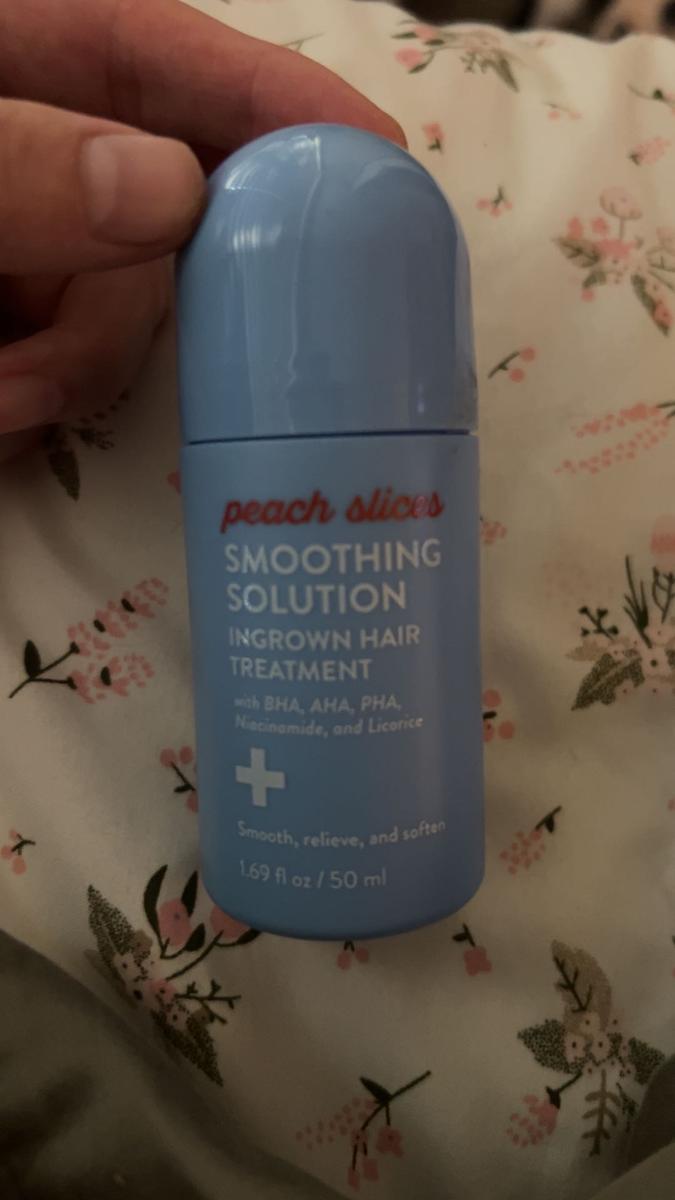 peach slices
SMOOTHING
SOLUTION
INGROWN HAIR
TREATMENT
with BHA, AHA, PHA,
Niacinamide, and Licorice
Smooth, relieve, and soften
1.69 fl oz / 50 ml